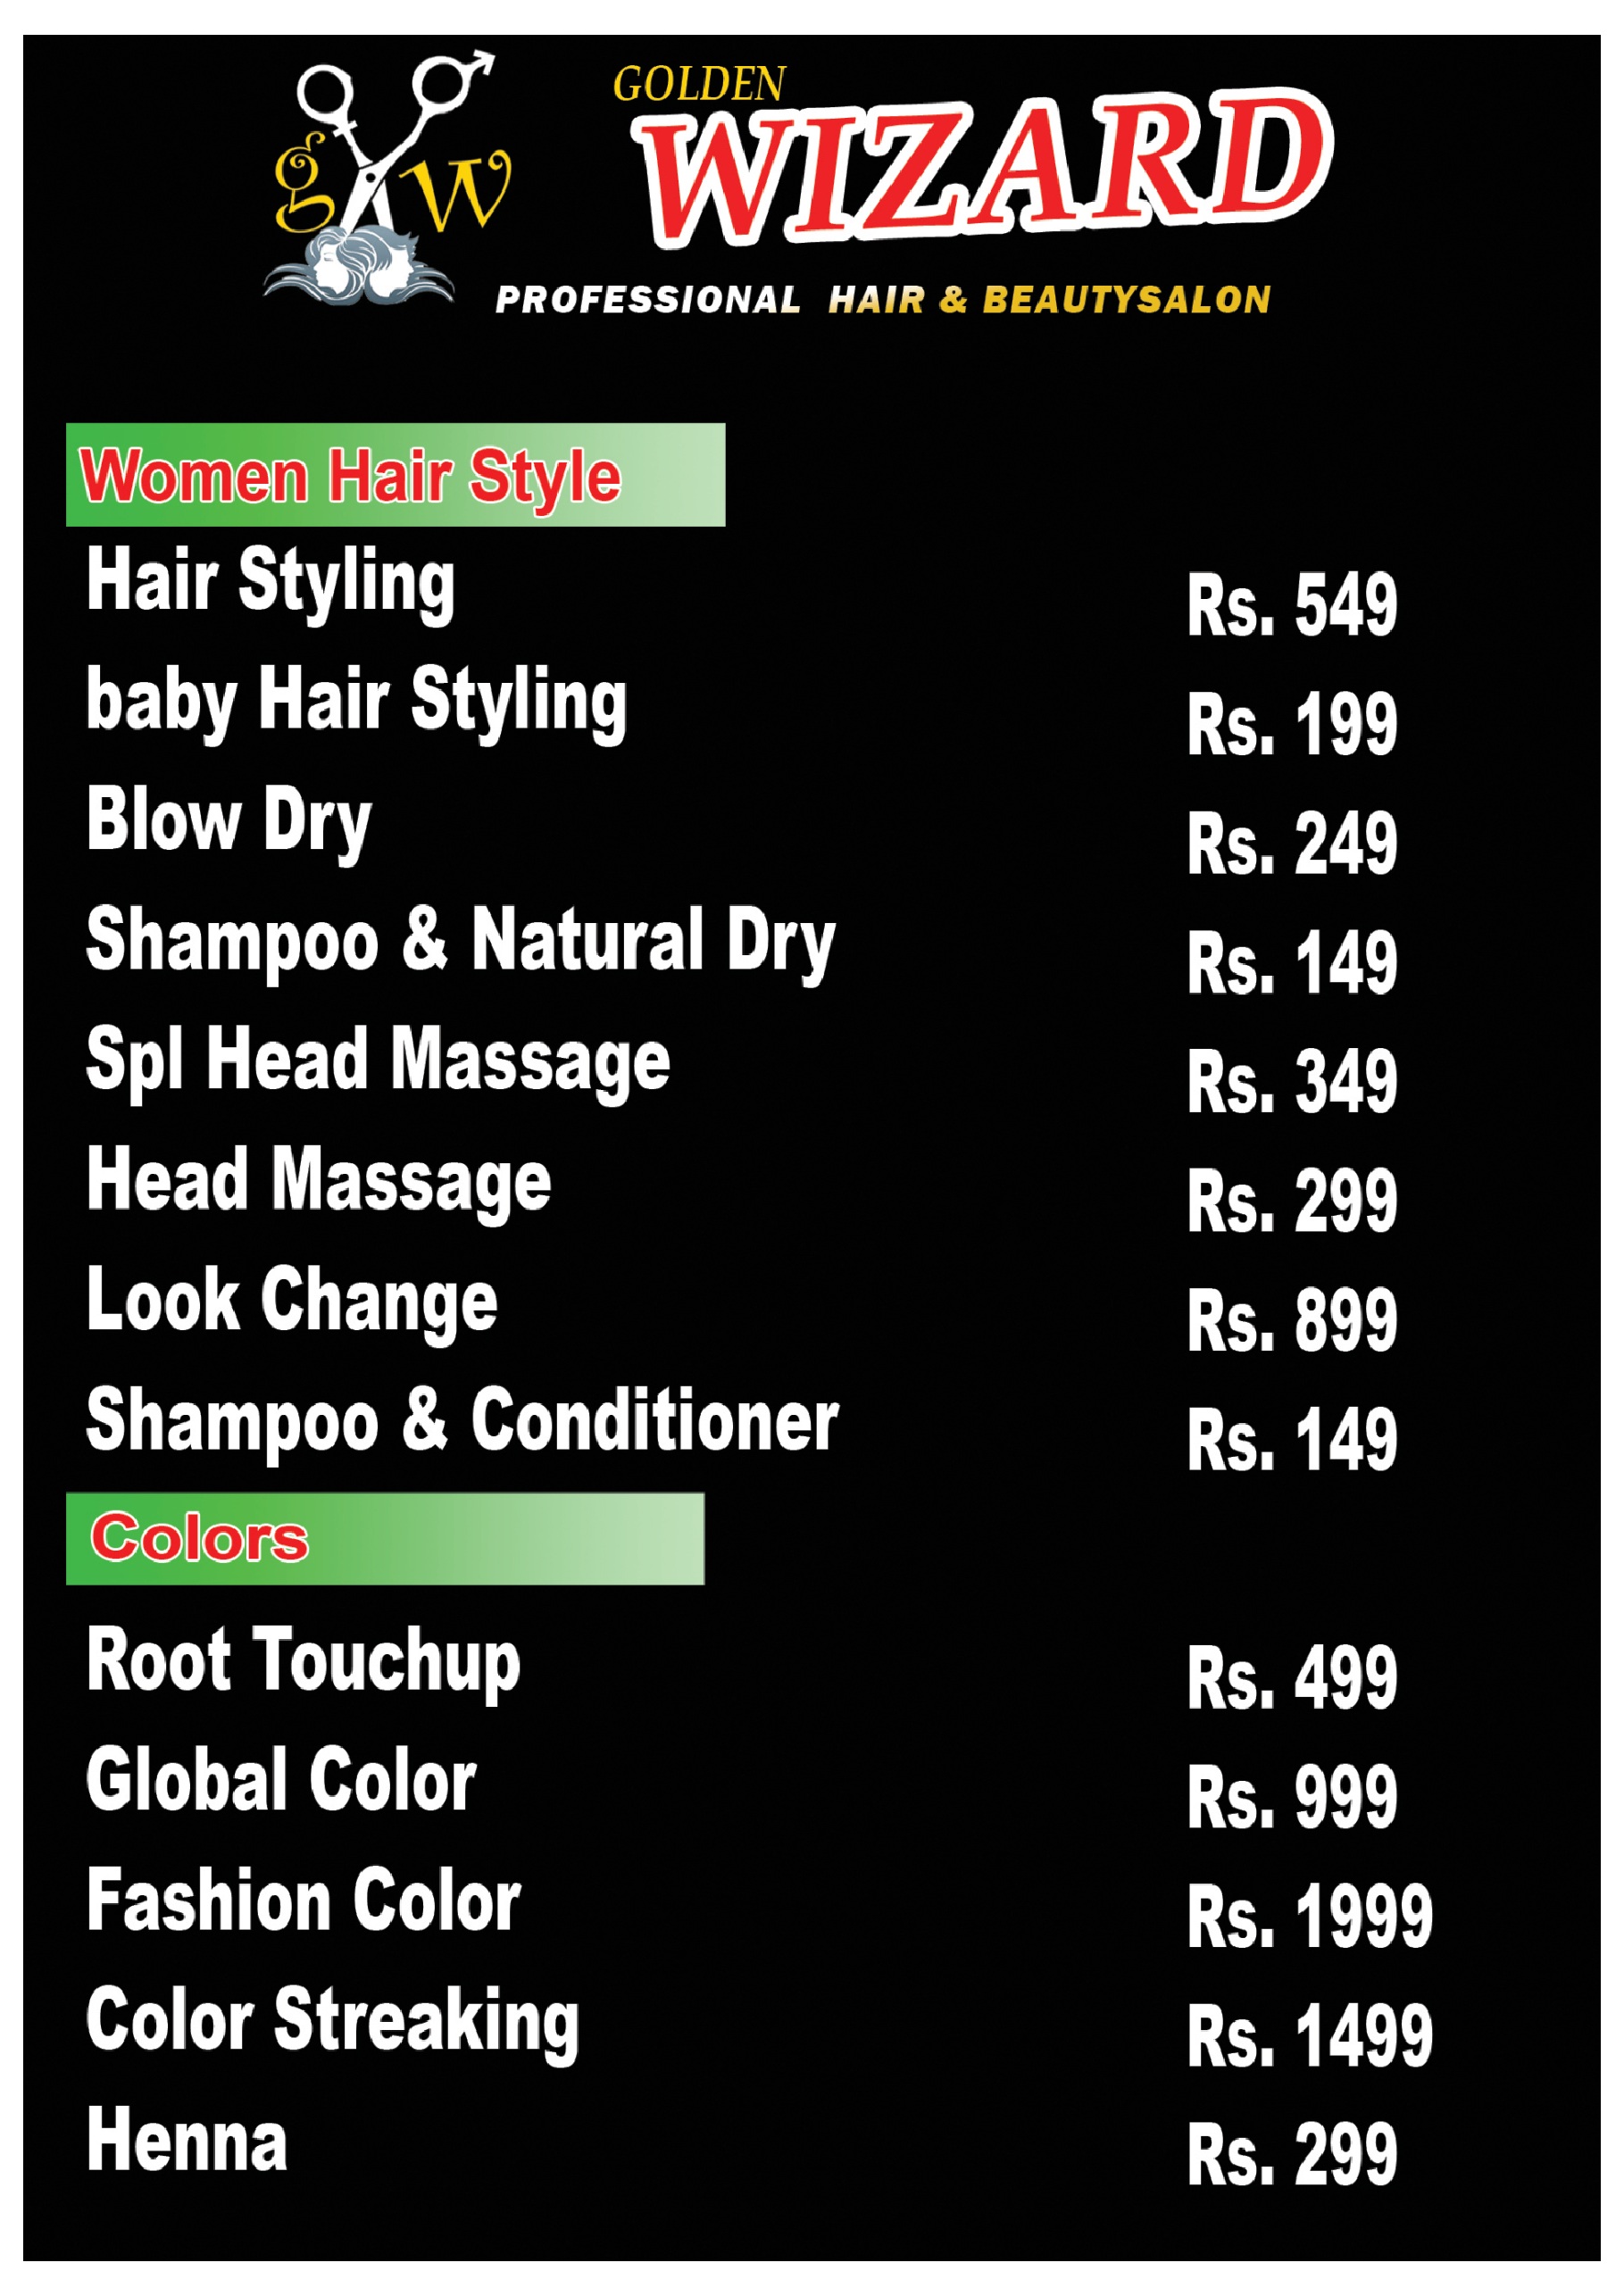 g w
GOLDEN
WIZARD
PROFESSIONAL HAIR & BEAUTYSALON
Women Hair Style
Hair Styling Rs. 549
baby Hair Styling Rs. 199
Blow Dry Rs. 249
Shampoo & Natural Dry Rs. 149
Spl Head Massage Rs. 349
Head Massage Rs. 299
Look Change Rs. 899
Shampoo & Conditioner Rs. 149
Colors
Root Touchup Rs. 499
Global Color Rs. 999
Fashion Color Rs. 1999
Color Streaking Rs. 1499
Henna Rs. 299